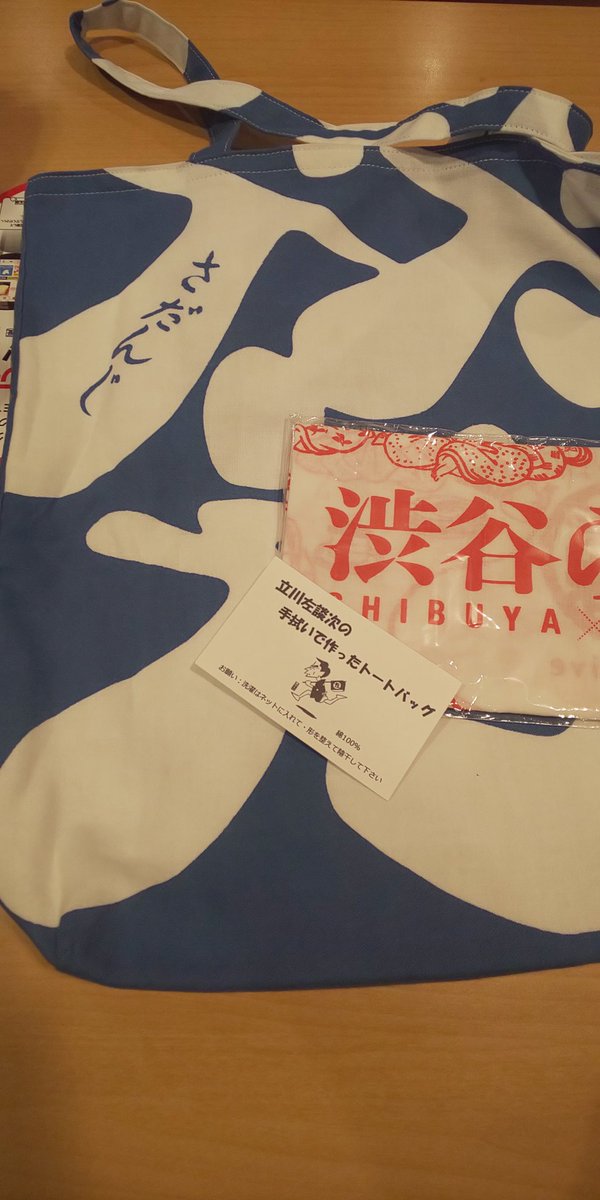 さだんじ
渋谷
SHIBUYA ×
立川左談次の
手拭いで作ったトートバッグ
綿100%
お願い:洗濯はネットに入れて・形を整えて陰干して下さい